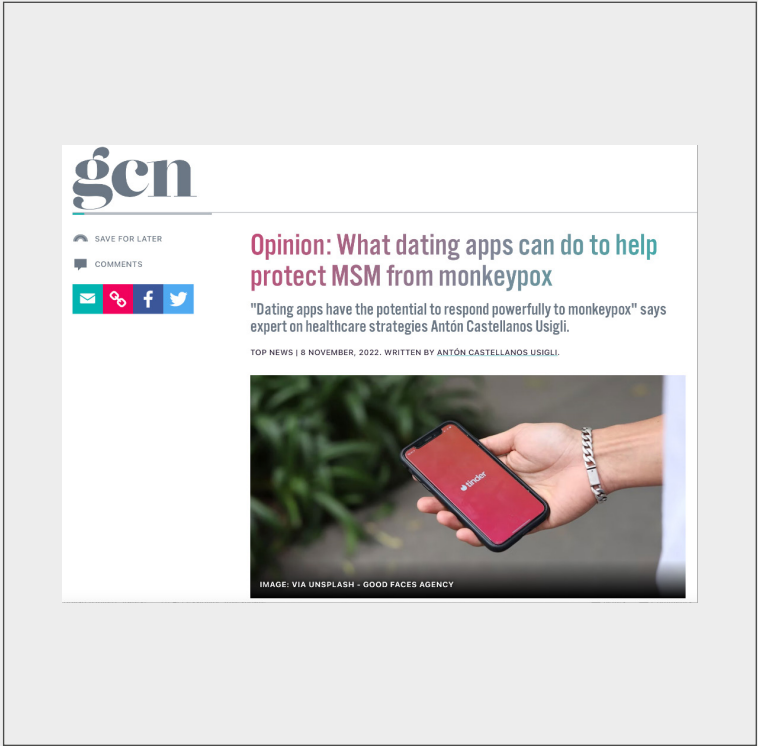 gcn
SAVE FOR LATER
COMMENTS
Opinion: What dating apps can do to help
protect MSM from monkeypox
"Dating apps have the potential to respond powerfully to monkeypox" says
expert on healthcare strategies Antón Castellanos Usigli.
TOP NEWS | 8 NOVEMBER, 2022. WRITTEN BY ANTÓN CASTELLANOS USIGLI.
tinder
IMAGE: VIA UNSPLASH - GOOD FACES AGENCY